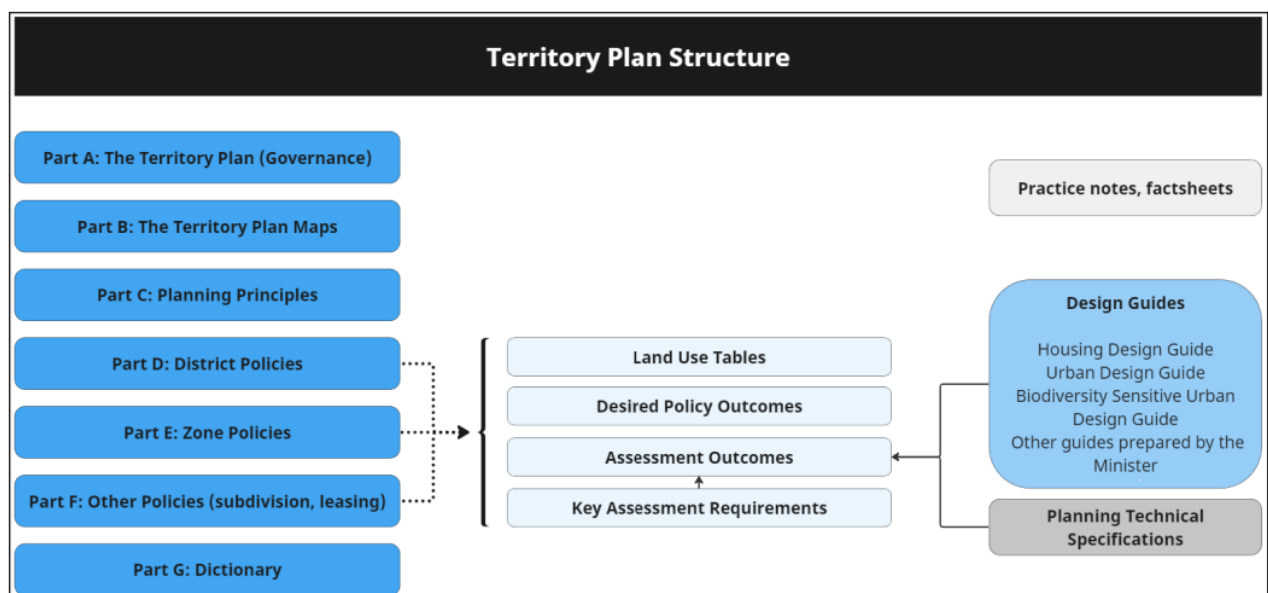 Territory Plan Structure
Part A: The Territory Plan (Governance)
Part B: The Territory Plan Maps
Part C: Planning Principles
Part D: District Policies
Part E: Zone Policies
Part F: Other Policies (subdivision, leasing)
Part G: Dictionary
Land Use Tables
Desired Policy Outcomes
Assessment Outcomes
Key Assessment Requirements
Practice notes, factsheets
Design Guides
Housing Design Guide
Urban Design Guide
Biodiversity Sensitive Urban
Design Guide
Other guides prepared by the
Minister
Planning Technical
Specifications